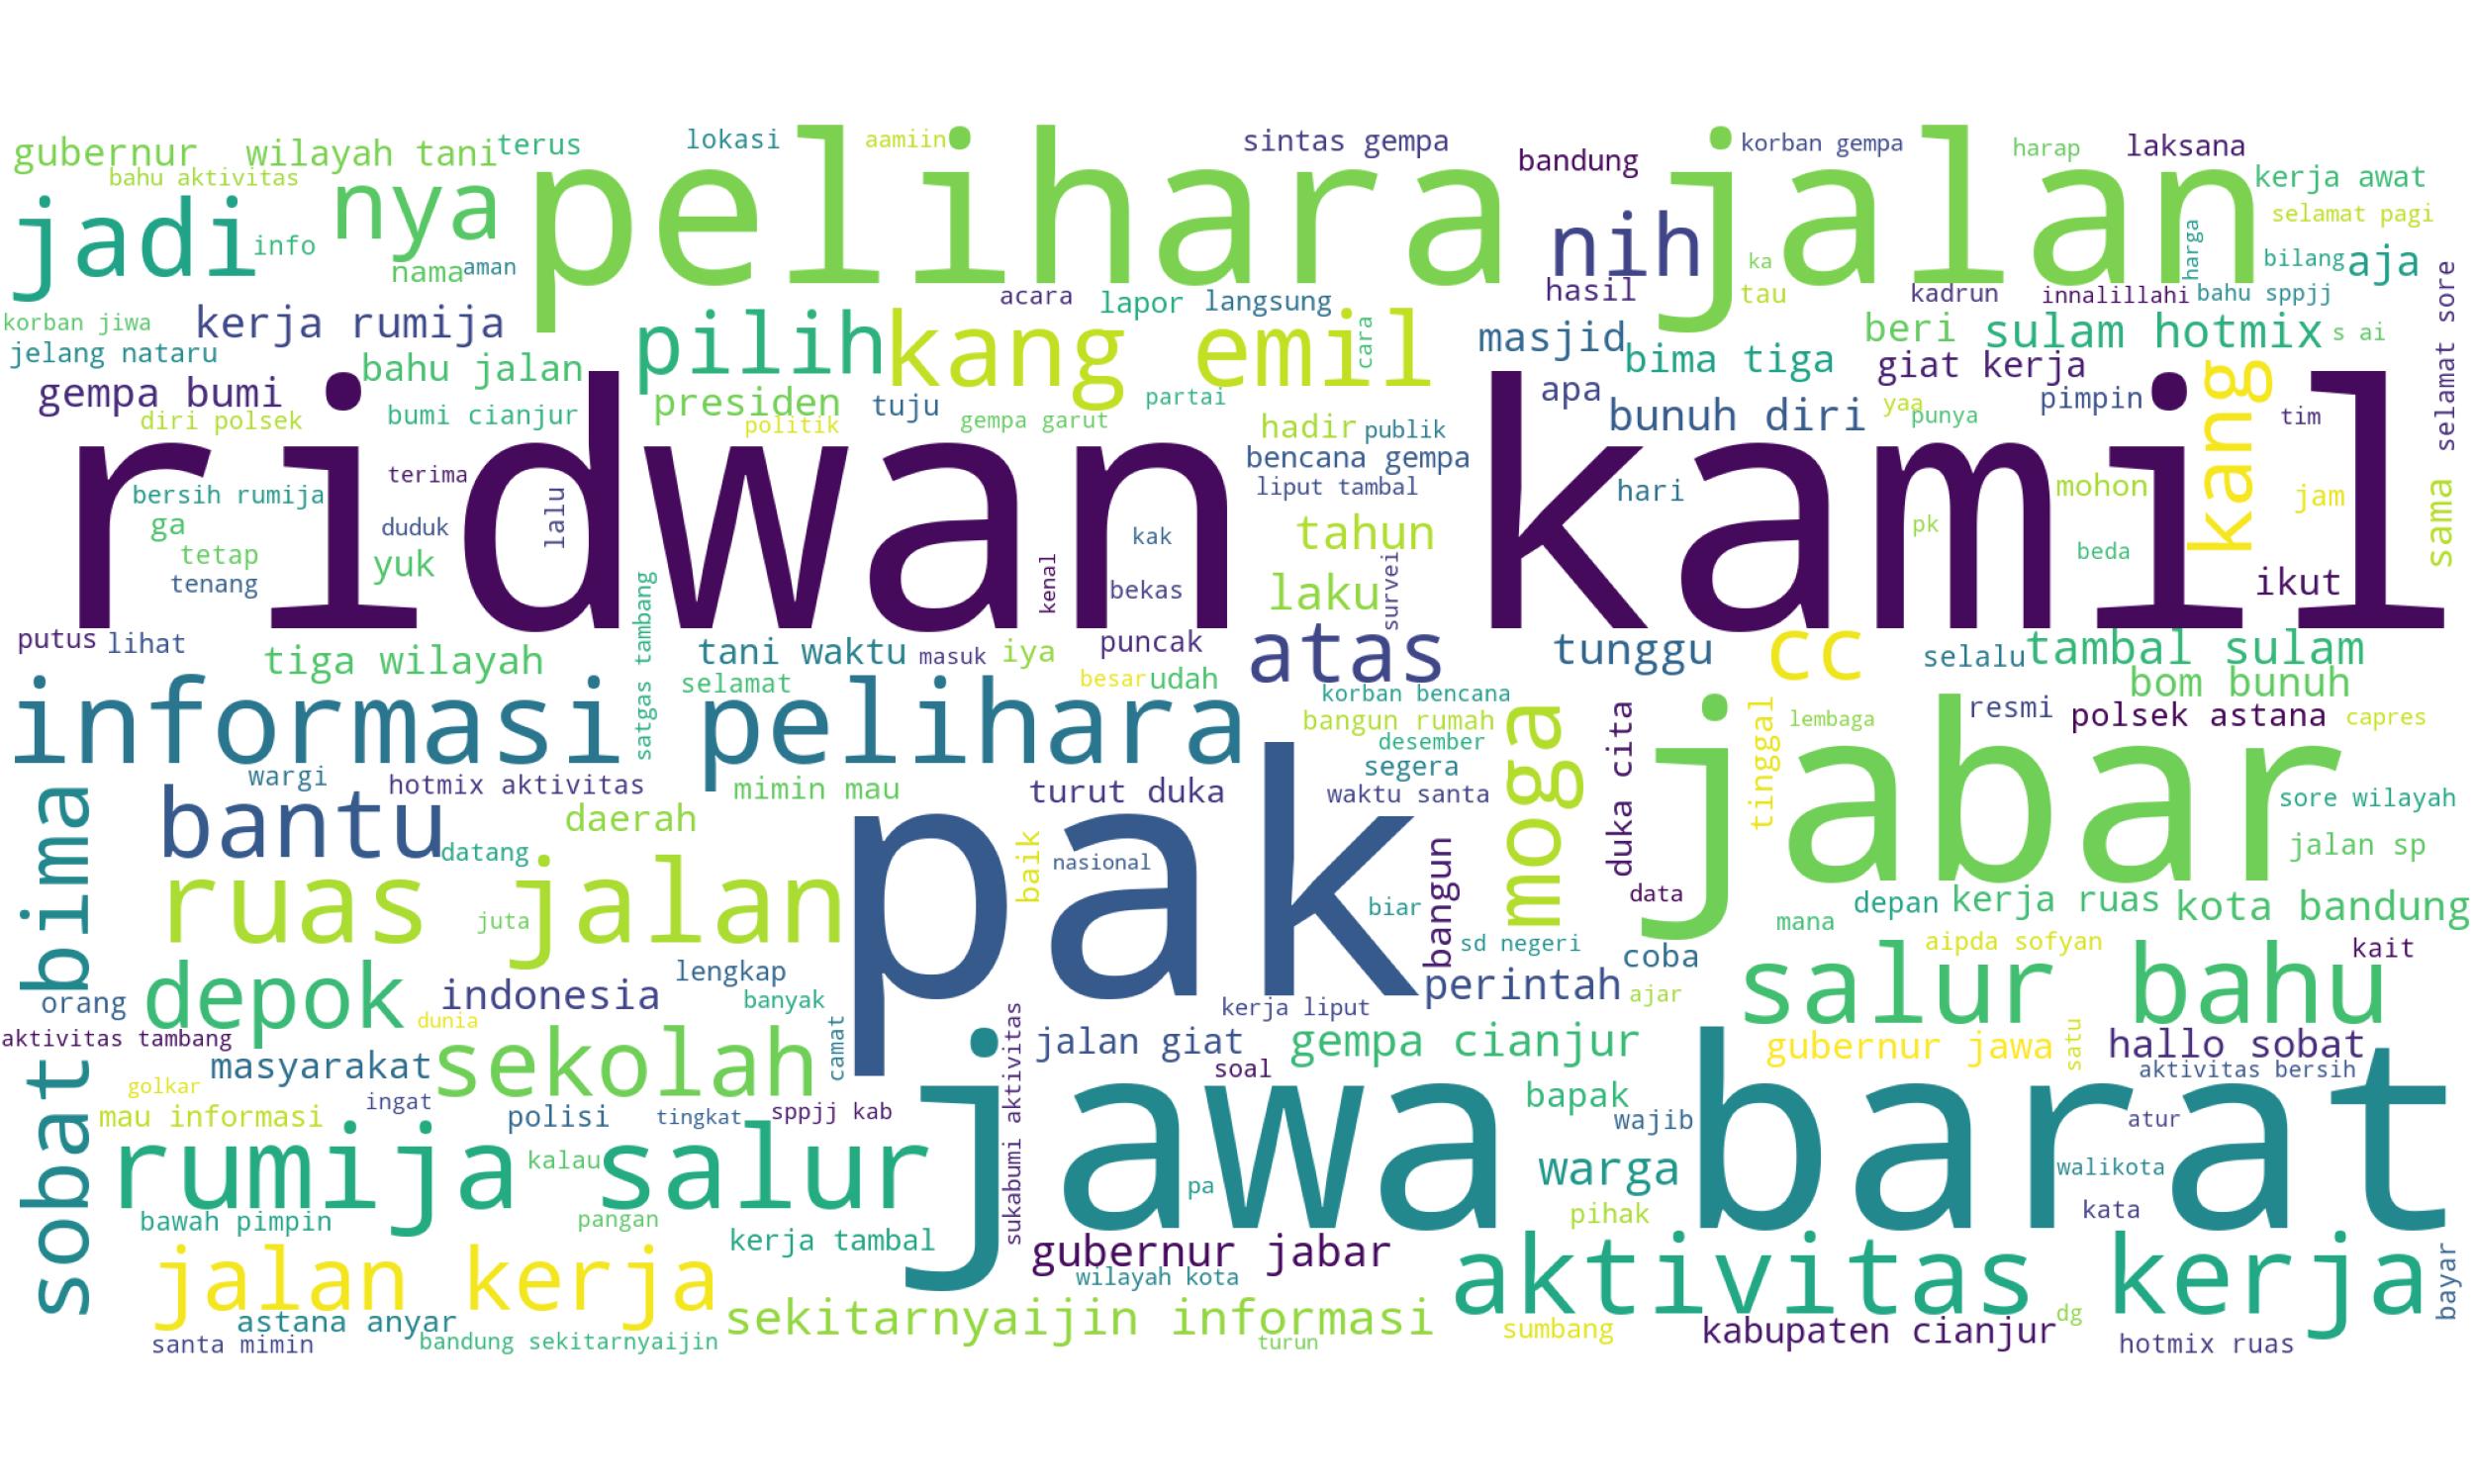 gubernur
wilayah tani
terus
lokasi
aamiin
sintas gempa
bandung
korban gempa
harap
laksana
bahu aktivitas
jadi
nya
pelihara jalan
kerja awat
selamat pagi
info
nama
aman
nih
ka
harga
bilang
aja
hasil
tau
kadrun
innalillahi
bahu sppjj
selamat sore
acara
lapor
langsung
korban jiwa
kerja rumija
pilih
kang emil
cara
masjid
beri
sulam hotmix
s ai
jelang nataru
bahu jalan
bima tiga
giat kerja
gempa bumi
presiden
tuju
partai
apa
bunuh diri
yaa
punya
pimpin
kang
tim
diri polsek
bumi cianjur
politik
gempa garut
hadir
publik
ridwan kamil
terima
bencana gempa
bersih rumija
lalu
liput tambal
hari
mohon
jam
sama
ga
duduk
kak
tahun
pk
tetap
yuk
beda
tenang
satgas tambang
kenal
bekas
laku
survei
ikut
putus
lihat
tiga wilayah
tani waktu
masuk
iya
puncak
atas
tunggu
cc
selalu
tambal sulam
selamat
besar
udah
korban bencana
bom bunuh
informasi
pelihara
bangun rumah
moga
duka cita
tinggal
lembaga
resmi
polsek astana
capres
desember
jabar
wargi
hotmix aktivitas
segera
sobat bima
bantu
mimin mau
turut duka
waktu santa
sore wilayah
daerah
pak
datang
jalan sp
ruas jalan
baik
nasional
bangun
data
juta
biar
depan
kerja ruas
kota bandung
mana
sd negeri
coba
aipda sofyan
kait
depok
lengkap
salur bahu
orang
indonesia
banyak
perintah
ajar
kerja liput
dunia
aktivitas tambang
sukabumi aktivitas
jalan giat
gempa cianjur
gubernur jawa
satu
hallo sobat
masyarakat
sekolah
camat
soal
aktivitas bersih
golkar
ingat
jawa barat
bapak
mau informasi
polisi
tingkat
sppjj kab
wajib
atur
rumija salur
kalau
warga
walikota
pa
bawah pimpin
pangan
pihak
kata
kerja tambal
gubernur jabar
aktivitas kerja
bayar
jalan kerja
wilayah kota
astana anyar
sekitarnyaijin informasi
sumbang
kabupaten cianjur
dg
santa mimin
bandung sekitarnyaijin
turun
hotmix ruas